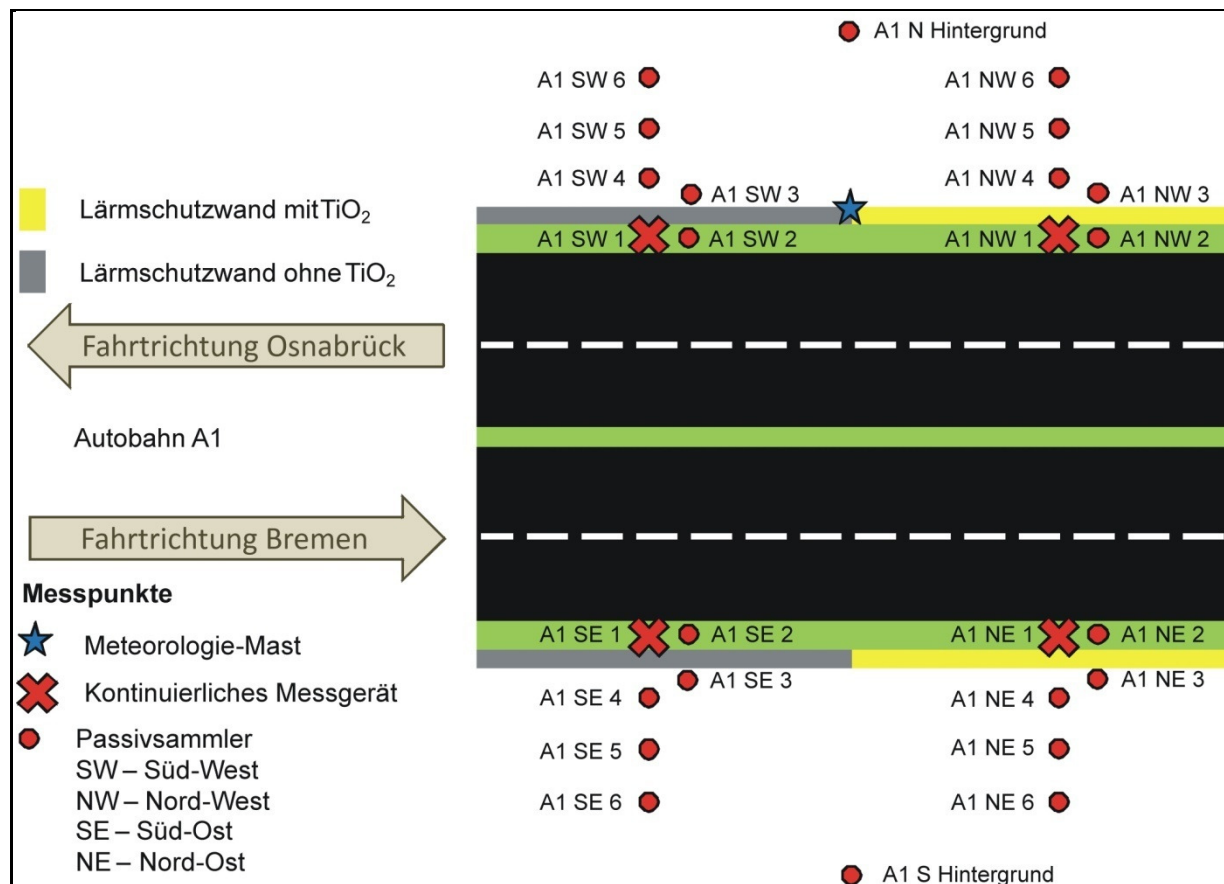 A1 N Hintergrund
A1 SW 6
A1 NW 6
A1 SW 5
A1 NW 5
A1 SW 4
A1 NW 4
A1 SW 3
A1 NW 3
Lärmschutzwand mit TiO₂
A1 SW 1
A1 SW 2
A1 NW 1
A1 NW 2
Lärmschutzwand ohne TiO₂
Fahrtrichtung Osnabrück
Autobahn A1
Fahrtrichtung Bremen
Messpunkte
Meteorologie-Mast
Kontinuierliches Messgerät
Passivsammler
SW – Süd-West
NW – Nord-West
SE – Süd-Ost
NE – Nord-Ost
A1 SE 1
A1 SE 2
A1 NE 1
A1 NE 2
A1 SE 3
A1 NE 3
A1 SE 4
A1 NE 4
A1 SE 5
A1 NE 5
A1 SE 6
A1 NE 6
A1 S Hintergrund